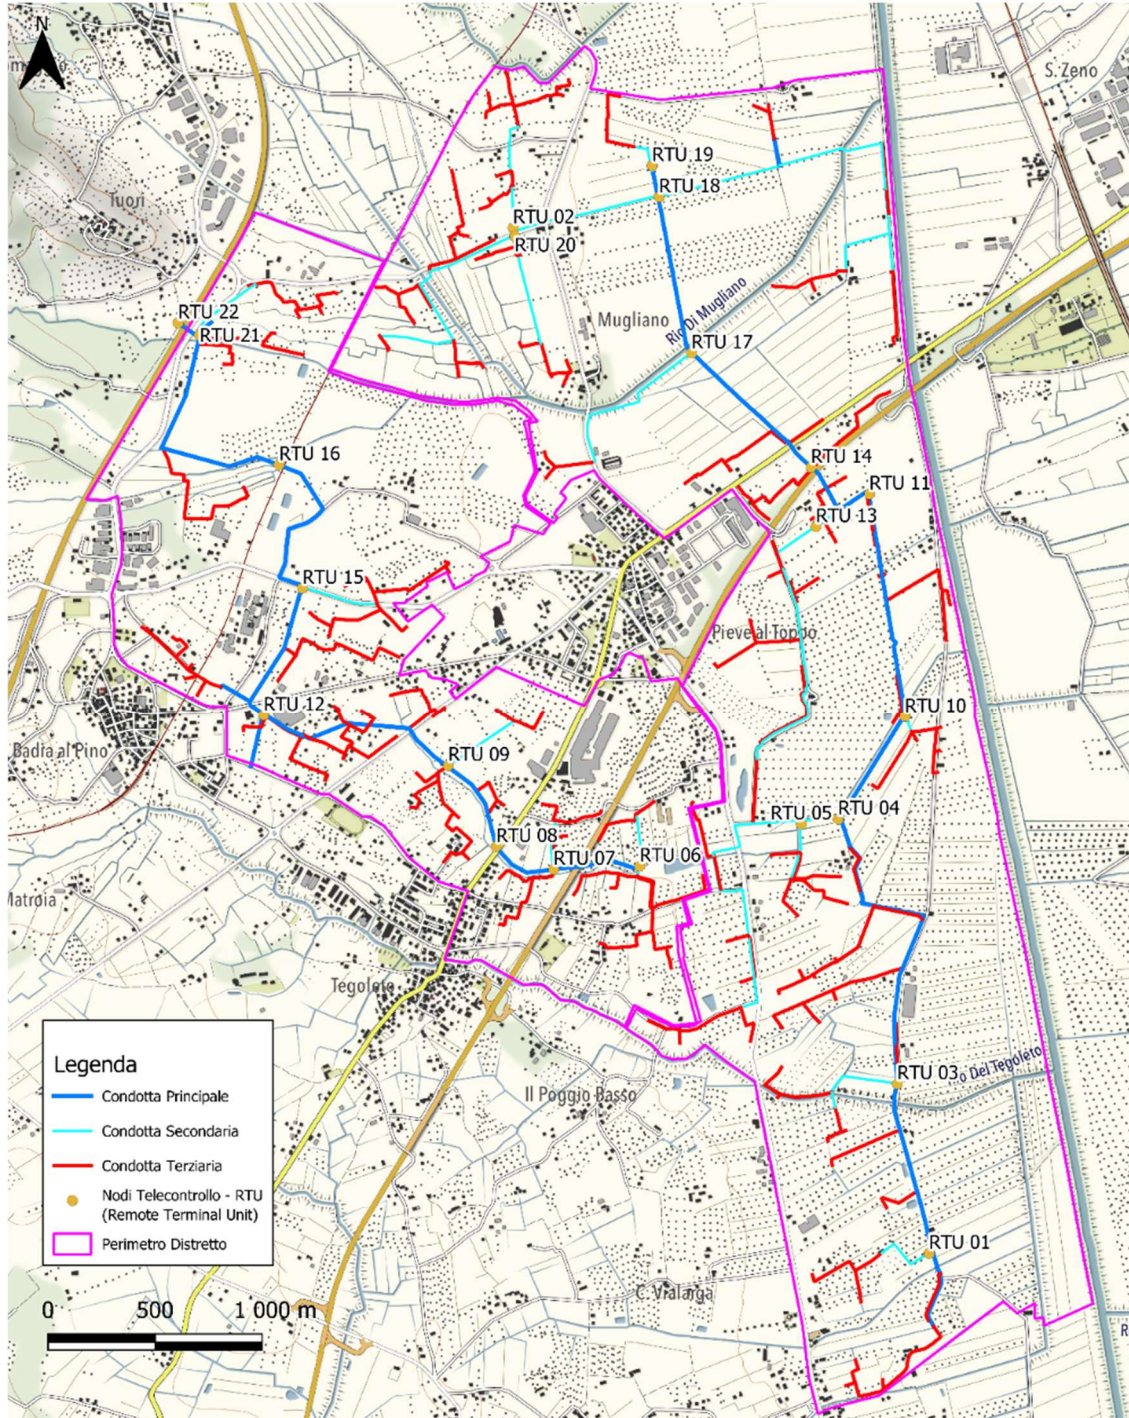 N
S. Zeno
Tuori
RTU 19
RTU 18
RTU 02
RTU 20
Rio Di Mugliano
Mugliano
RTU 22
RTU 21
RTU 17
RTU 16
RTU 14
RTU 11
RTU 13
RTU 15
Pieve al Toppo
RTU 12
RTU 10
Badia al Pino
RTU 09
RTU 08
RTU 05
RTU 04
RTU 07
RTU 06
Matroia
Tegoleto
RTU 03
o Del Tegoleto
Il Poggio Basso
RTU 01
C. Vialarga
R
Legenda
Condotta Principale
Condotta Secondaria
Condotta Terziaria
Nodi Telecontrollo - RTU
(Remote Terminal Unit)
Perimetro Distretto
0 500 1 000 m